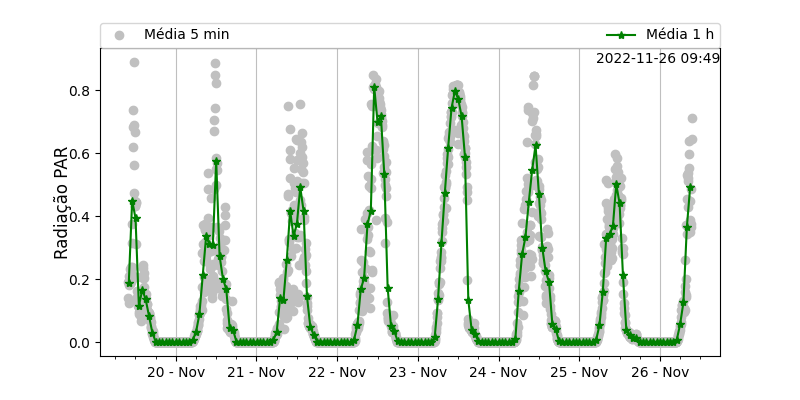 Média 5 min
Média 1 h
2022-11-26 09:49
Radiação PAR
0.8
0.6
0.4
0.2
0.0
20 - Nov
21 - Nov
22 - Nov
23 - Nov
24 - Nov
25 - Nov
26 - Nov